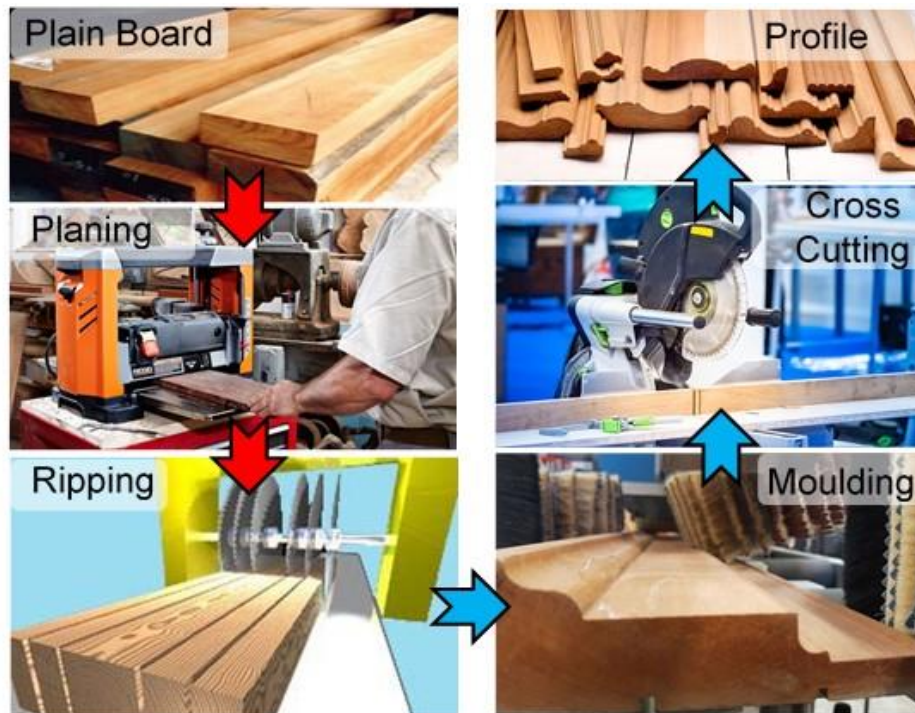 Plain Board
Planing
Ripping
Moulding
Cross
Cutting
Profile